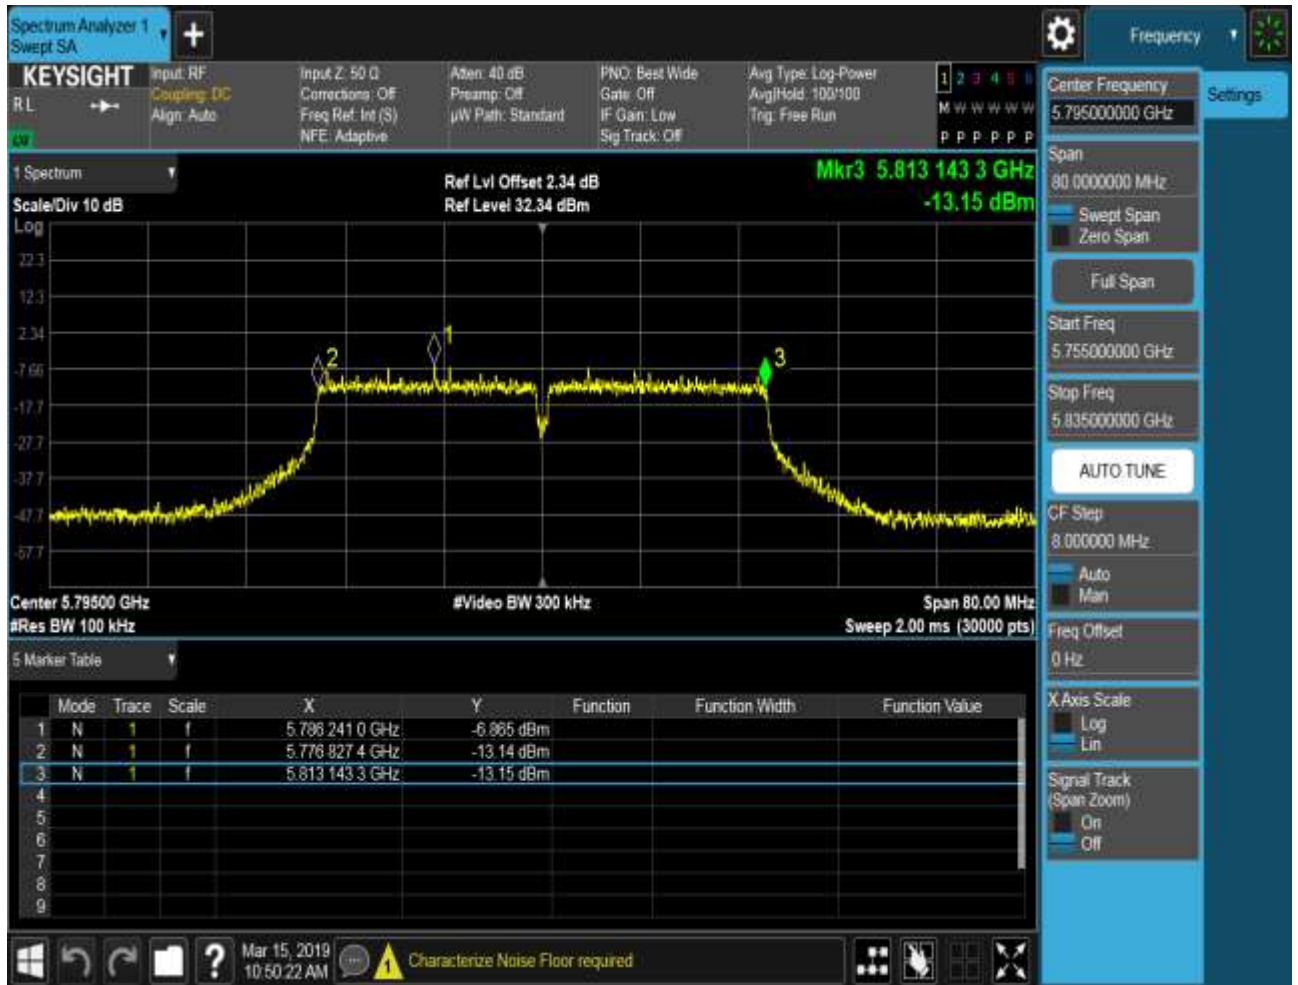 Spectrum Analyzer 1
Swept SA
Frequency
KEYSIGHT
RL
Input: RF
Coupling: DC
Align: Auto
Input Z: 50 Ω
Corrections: Off
Freq Ref: Int (S)
NFE: Adaptive
Atten: 40 dB
Preamp: Off
µW Path: Standard
PNO: Best Wide
Gate: Off
IF Gain: Low
Sig Track: Off
Avg Type: Log-Power
Avg|Hold: 100/100
Trig: Free Run
1 2 3 4 5 6
M W W W W W
P P P P P P
1 Spectrum
Scale/Div 10 dB
Ref Lvl Offset 2.34 dB
Ref Level 32.34 dBm
Mkr3 5.813 143 3 GHz
-13.15 dBm
Log
22.3
12.3
2.34
-7.66
-17.7
-27.7
-37.7
-47.7
-57.7
1
2
3
Center 5.79500 GHz
#Video BW 300 kHz
Span 80.00 MHz
#Res BW 100 kHz
Sweep 2.00 ms (30000 pts)
5 Marker Table
Mode Trace Scale X Y Function Function Width Function Value
1 N 1 f 5.786 241 0 GHz -6.865 dBm
2 N 1 f 5.776 827 4 GHz -13.14 dBm
3 N 1 f 5.813 143 3 GHz -13.15 dBm
4
5
6
7
8
9
Mar 15, 2019
10:50:22 AM
1
Characterize Noise Floor required
Center Frequency
5.795000000 GHz
Settings
Span
80.0000000 MHz
Swept Span
Zero Span
Full Span
Start Freq
5.755000000 GHz
Stop Freq
5.835000000 GHz
AUTO TUNE
CF Step
8.000000 MHz
Auto
Man
Freq Offset
0 Hz
X Axis Scale
Log
Lin
Signal Track
(Span Zoom)
On
Off